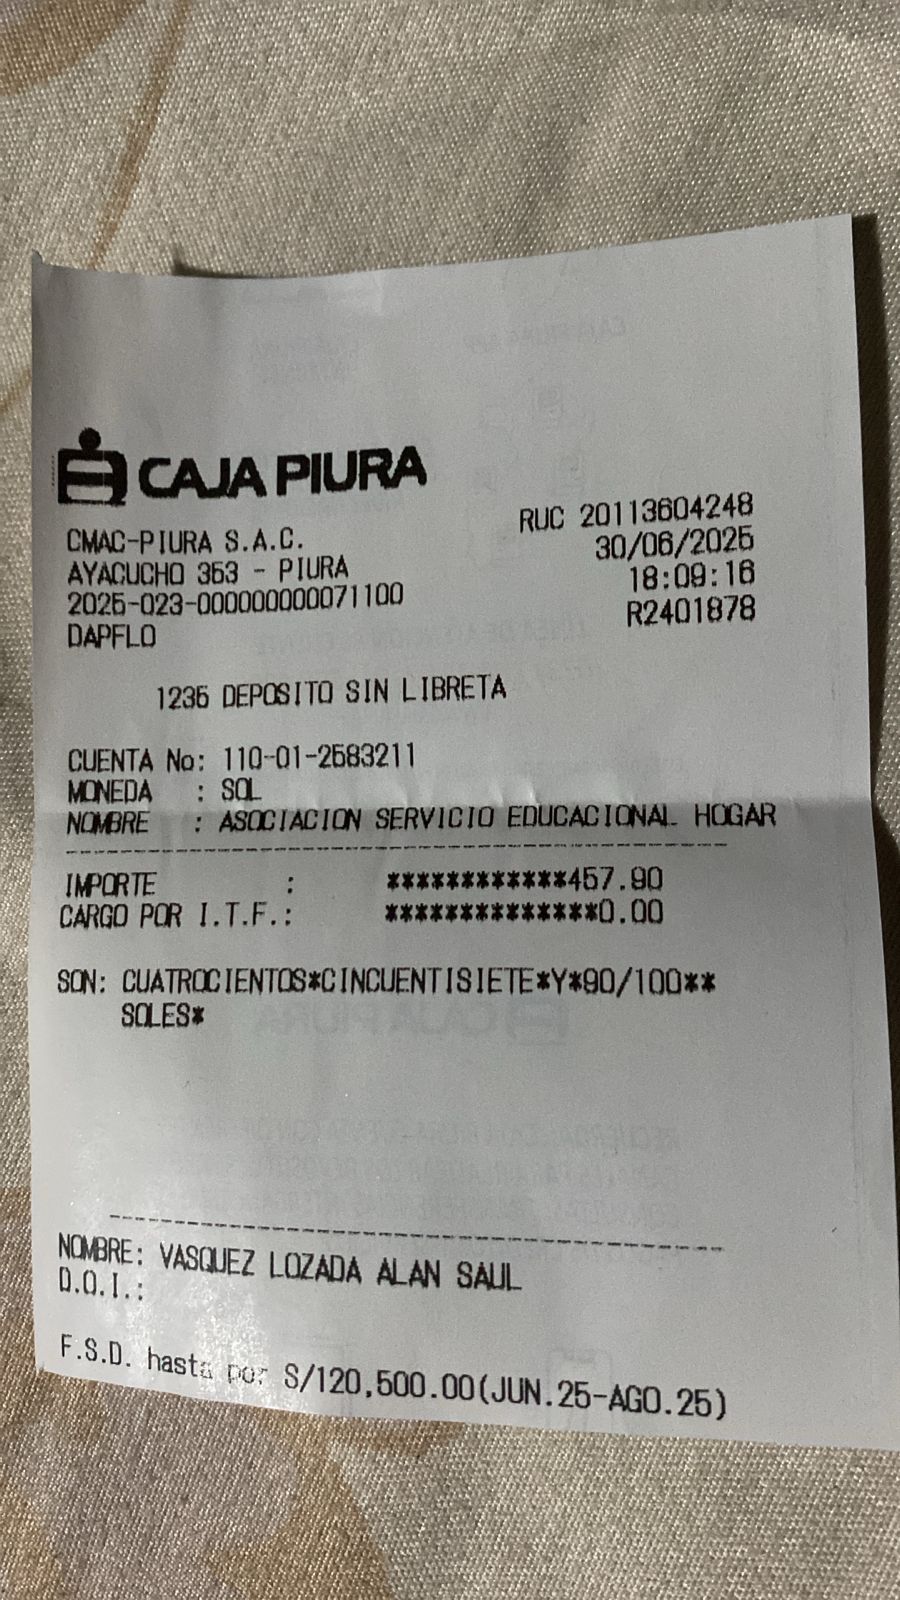 CAJA PIURA
CMAC-PIURA S.A.C. RUC 20113604248
AYACUCHO 353 - PIURA 30/06/2025
2025-023-000000000071100 18:09:16
DAPFLO R2401878
1235 DEPOSITO SIN LIBRETA
CUENTA No: 110-01-2583211
MONEDA : SOL
NOMBRE : ASOCIACION SERVICIO EDUCACIONAL HOGAR
IMPORTE : ************457.90
CARGO POR I.T.F.: **************0.00
SON: CUATROCIENTOS*CINCUENTISIETE*Y*90/100**
SOLES*
NOMBRE: VASQUEZ LOZADA ALAN SAUL
D.O.I.:
F.S.D. hasta por S/120,500.00(JUN.25-AGO.25)